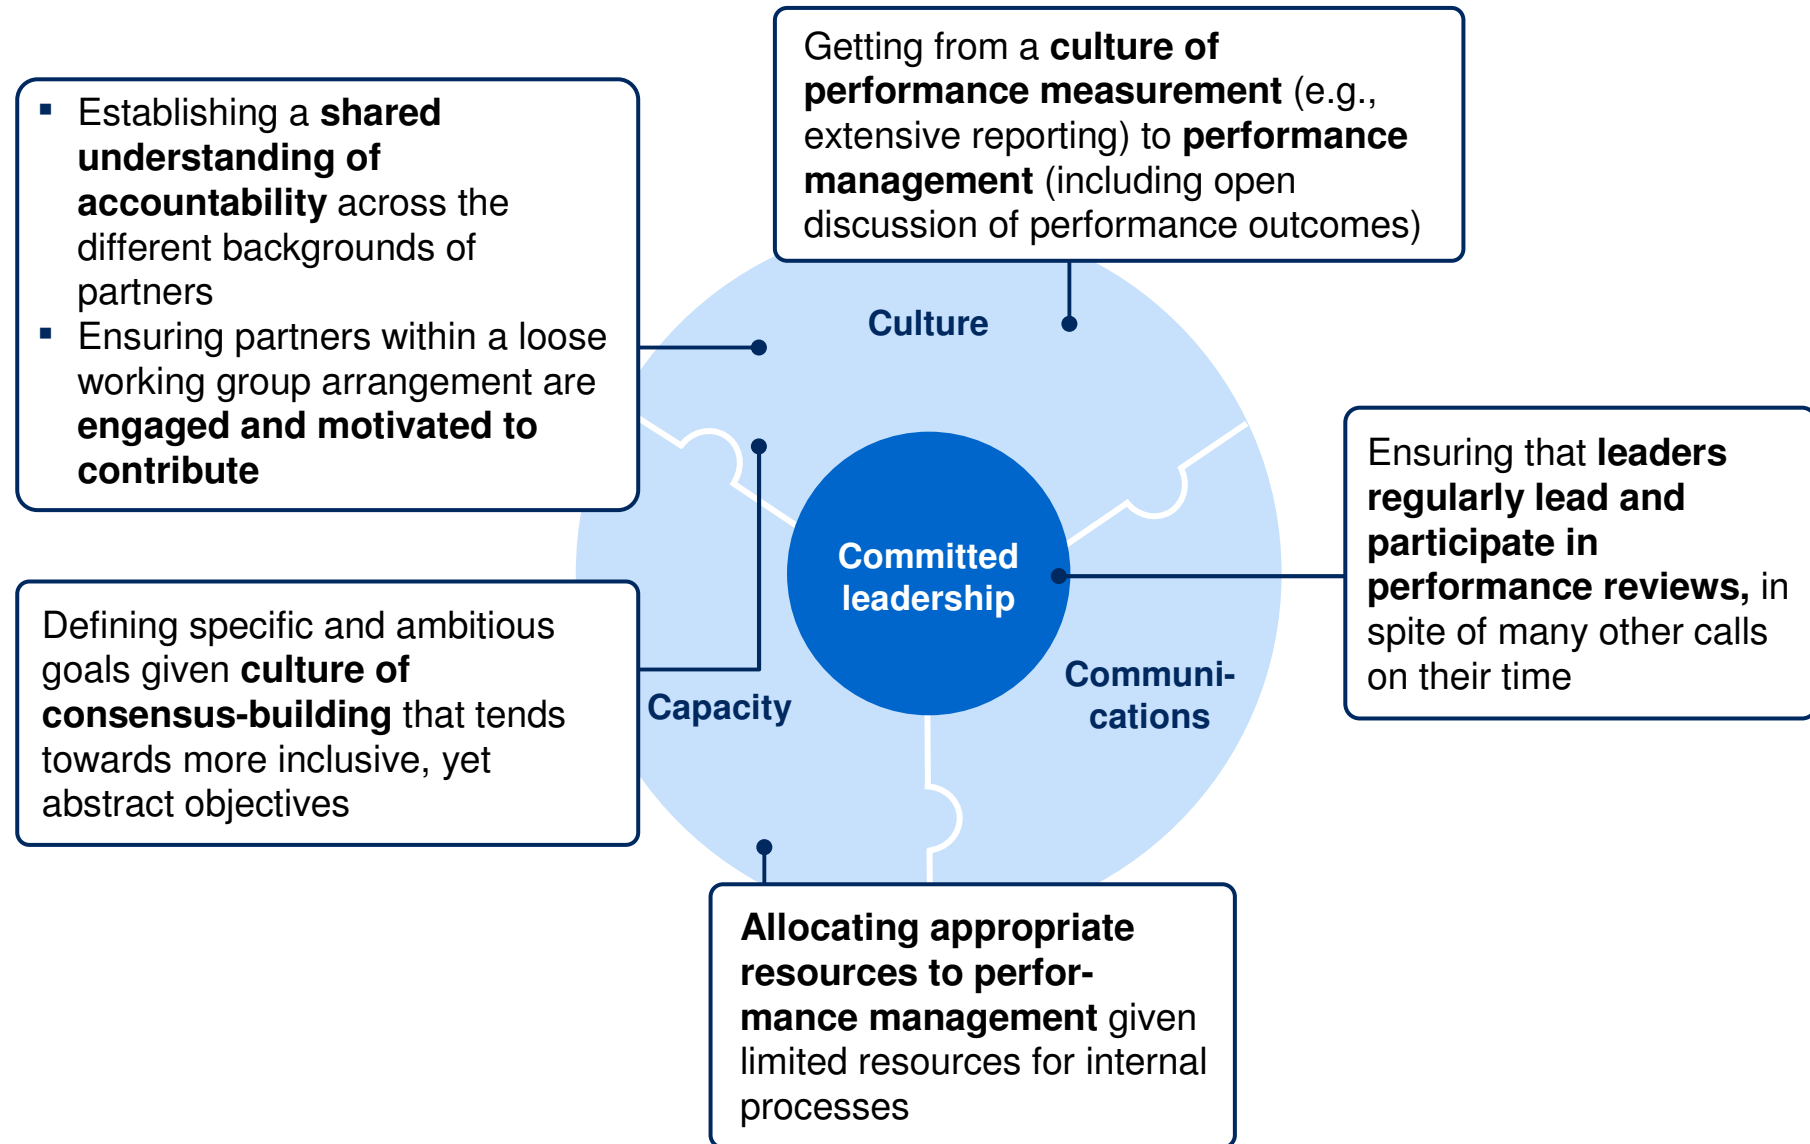 Getting from a culture of
performance measurement (e.g.,
extensive reporting) to performance
management (including open
discussion of performance outcomes)
▪ Establishing a shared
understanding of
accountability across the
different backgrounds of
partners
▪ Ensuring partners within a loose
working group arrangement are
engaged and motivated to
contribute
Culture
Ensuring that leaders
regularly lead and
participate in
performance reviews, in
spite of many other calls
on their time
Committed
leadership
Defining specific and ambitious
goals given culture of
consensus-building that tends
towards more inclusive, yet
abstract objectives
Capacity
Communi-
cations
Allocating appropriate
resources to perfor-
mance management given
limited resources for internal
processes